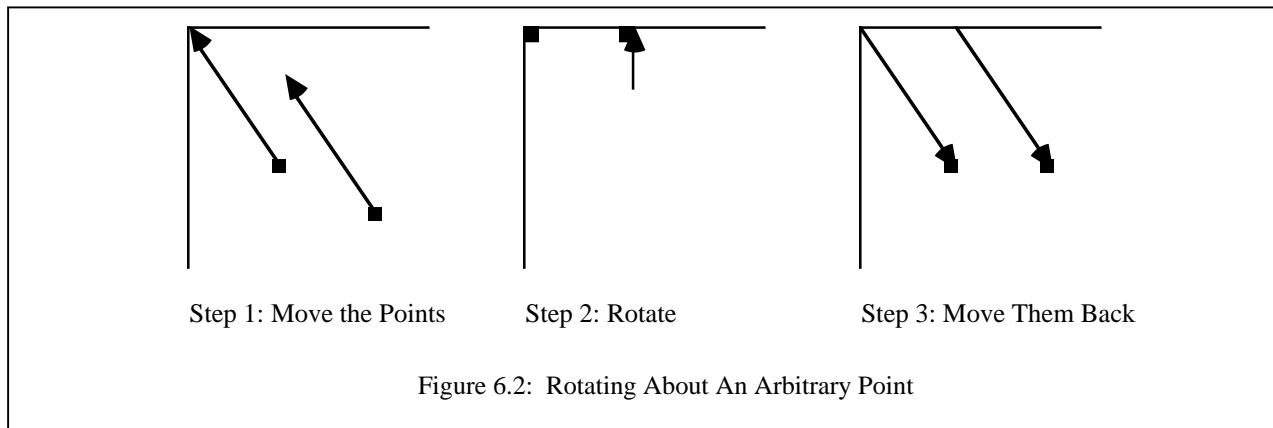 Step 1: Move the Points
Step 2: Rotate
Step 3: Move Them Back
Figure 6.2: Rotating About An Arbitrary Point